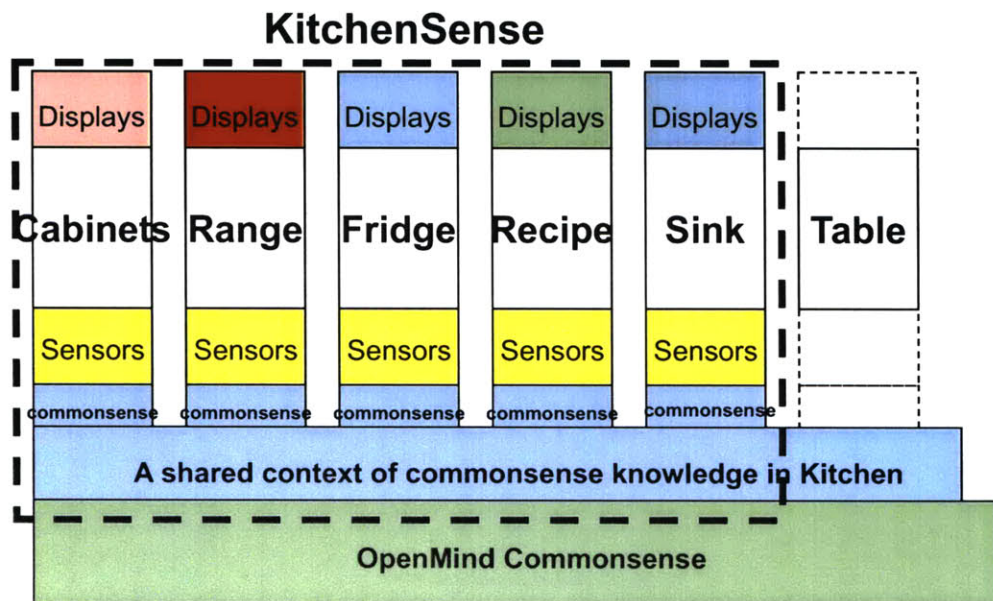 KitchenSense
Displays Displays Displays Displays Displays
Cabinets Range Fridge Recipe Sink Table
Sensors Sensors Sensors Sensors Sensors
commonsense commonsense commonsense commonsense commonsense
A shared context of commonsense knowledge in Kitchen
OpenMind Commonsense